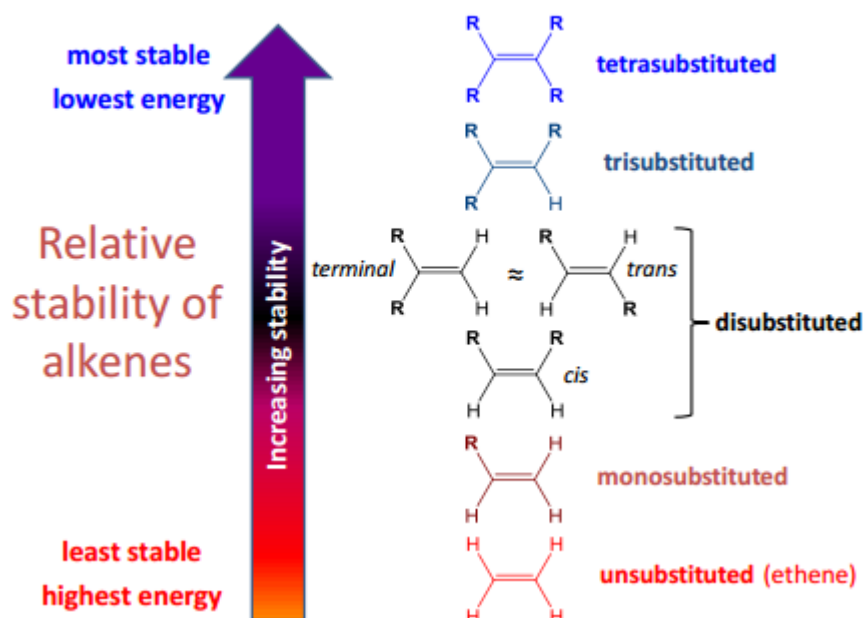 most stable
lowest energy
Relative
stability of
alkenes
least stable
highest energy
Increasing stability
R R
R R
tetrasubstituted
R R
R H
trisubstituted
R H R H
terminal ≈ trans
R H H R
disubstituted
R R
cis
H H
R H
H H
monosubstituted
H H
H H
unsubstituted (ethene)